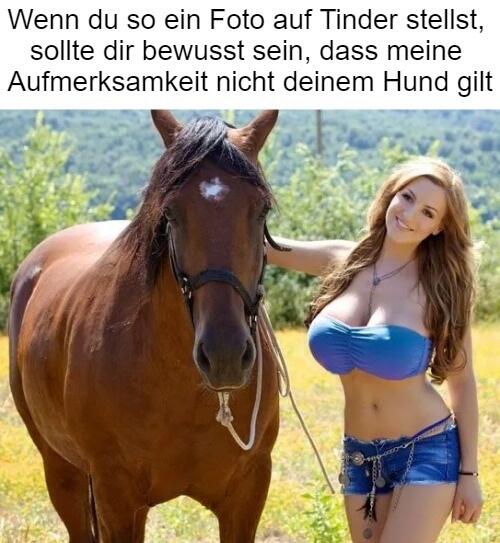 Wenn du so ein Foto auf Tinder stellst,
sollte dir bewusst sein, dass meine
Aufmerksamkeit nicht deinem Hund gilt